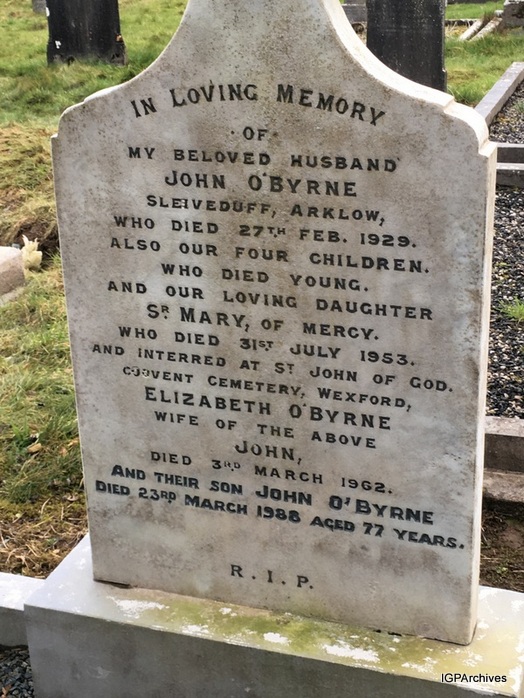 IN LOVING MEMORY
OF
MY BELOVED HUSBAND
JOHN O'BYRNE
SLEIVEDUFF, ARKLOW,
WHO DIED 27TH FEB. 1929.
ALSO OUR FOUR CHILDREN.
WHO DIED YOUNG.
AND OUR LOVING DAUGHTER
SR MARY, OF MERCY.
WHO DIED 31ST JULY 1953.
AND INTERRED AT ST JOHN OF GOD.
CONVENT CEMETERY, WEXFORD,
ELIZABETH O'BYRNE
WIFE OF THE ABOVE
JOHN,
DIED 3RD MARCH 1962.
AND THEIR SON JOHN O'BYRNE
DIED 23RD MARCH 1988 AGED 77 YEARS.
R.I.P.
IGPArchives